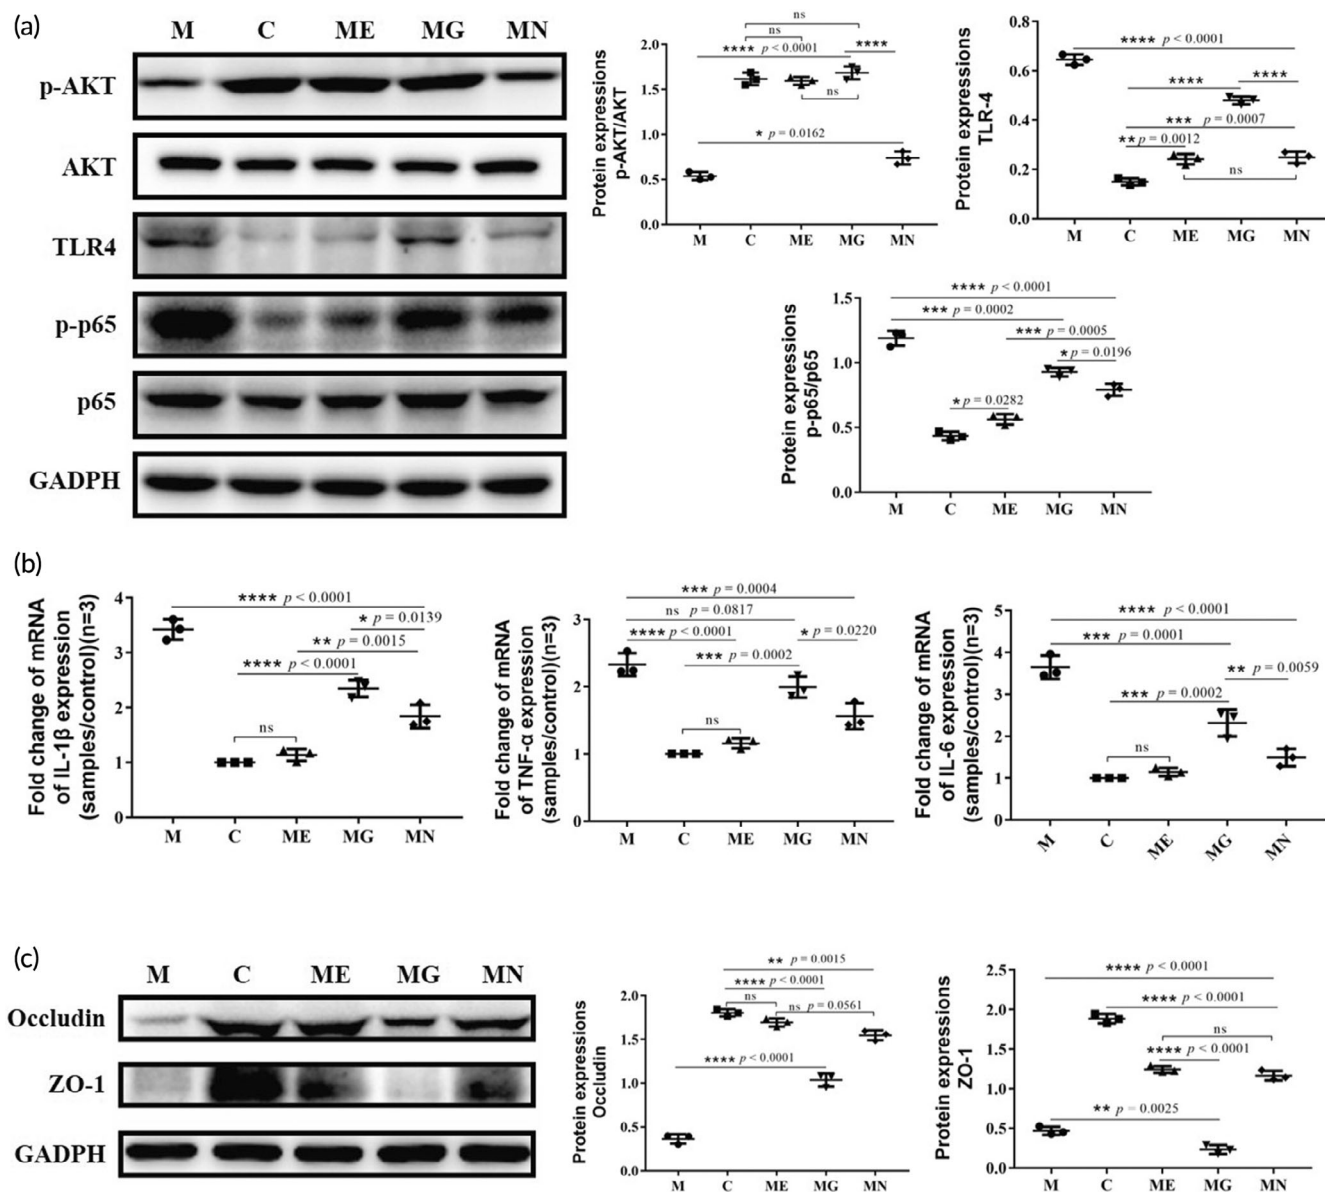 (a)
M C ME MG MN
p-AKT
AKT
TLR4
p-p65
p65
GADPH
Protein expressions
p-AKT/AKT
2.0
1.5
1.0
0.5
0.0
ns
ns
**** p < 0.0001
****
ns
* p = 0.0162
M C ME MG MN
Protein expressions
TLR-4
0.8
0.6
0.4
0.2
0.0
**** p < 0.0001
****
****
*** p = 0.0007
** p = 0.0012
ns
M C ME MG MN
Protein expressions
p-p65/p65
1.5
1.0
0.5
0.0
**** p < 0.0001
*** p = 0.0002
*** p = 0.0005
* p = 0.0196
* p = 0.0282
M C ME MG MN
(b)
Fold change of mRNA
of IL-1β expression
(samples/control)(n=3)
4
3
2
1
0
**** p < 0.0001
* p = 0.0139
** p = 0.0015
**** p < 0.0001
ns
M C ME MG MN
Fold change of mRNA
of TNF-α expression
(samples/control)(n=3)
3
2
1
0
*** p = 0.0004
ns p = 0.0817
**** p < 0.0001
* p = 0.0220
*** p = 0.0002
ns
M C ME MG MN
Fold change of mRNA
of IL-6 expression
(samples/control)(n=3)
5
4
3
2
1
0
**** p < 0.0001
*** p = 0.0001
** p = 0.0059
*** p = 0.0002
ns
M C ME MG MN
(c)
M C ME MG MN
Occludin
ZO-1
GADPH
Protein expressions
Occludin
2.0
1.5
1.0
0.5
0.0
** p = 0.0015
**** p < 0.0001
ns
ns p = 0.0561
**** p < 0.0001
M C ME MG MN
Protein expressions
ZO-1
2.5
2.0
1.5
1.0
0.5
0.0
**** p < 0.0001
**** p < 0.0001
ns
**** p < 0.0001
** p = 0.0025
M C ME MG MN